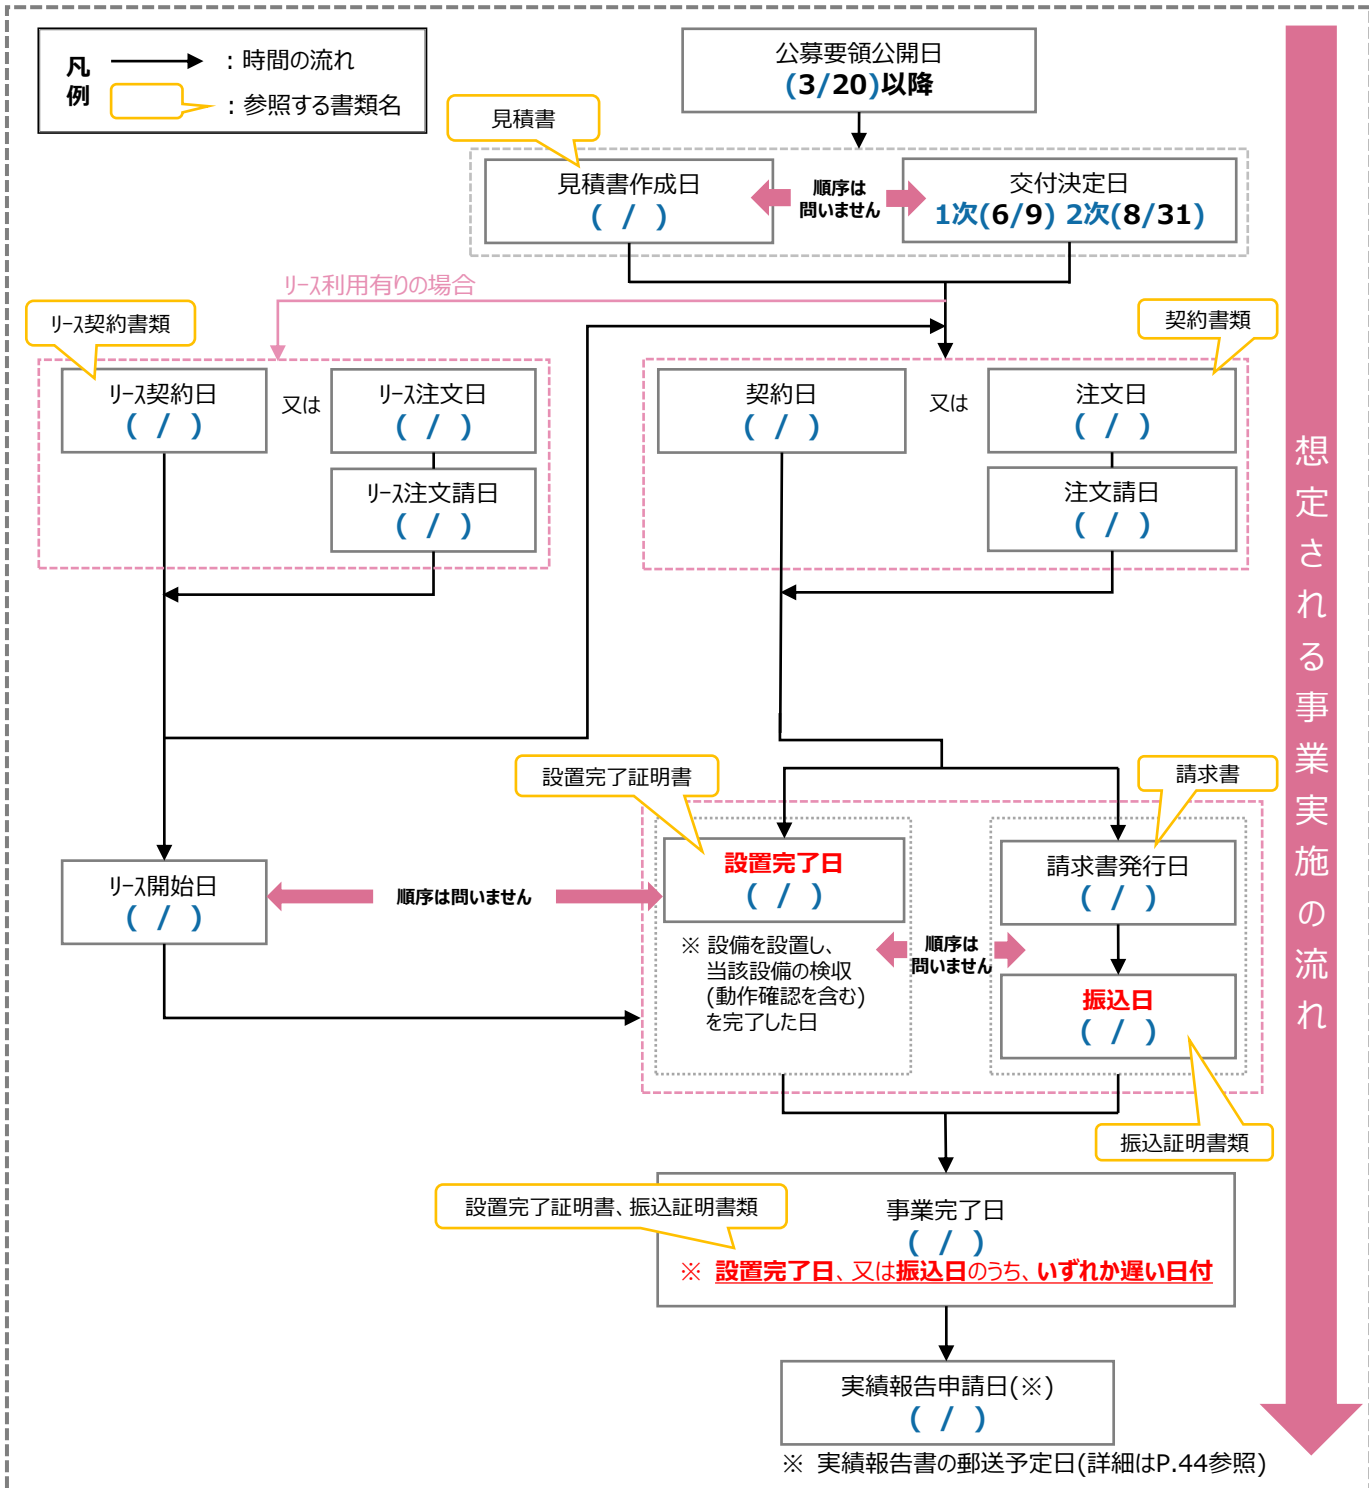 凡
例
：時間の流れ
：参照する書類名
公募要領公開日
(3/20)以降
見積書
見積書作成日
( / )
順序は
問いません
交付決定日
1次(6/9) 2次(8/31)
リース利用有りの場合
リース契約書類
契約書類
リース契約日
( / )
又は
リース注文日
( / )
リース注文請日
( / )
契約日
( / )
又は
注文日
( / )
注文請日
( / )
想定される事業実施の流れ
設置完了証明書
請求書
リース開始日
( / )
順序は問いません
設置完了日
( / )
※ 設備を設置し、
当該設備の検収
(動作確認を含む)
を完了した日
順序は
問いません
請求書発行日
( / )
振込日
( / )
振込証明書類
設置完了証明書、振込証明書類
事業完了日
( / )
※ 設置完了日、又は振込日のうち、いずれか遅い日付
実績報告申請日(※)
( / )
※ 実績報告書の郵送予定日(詳細はP.44参照)